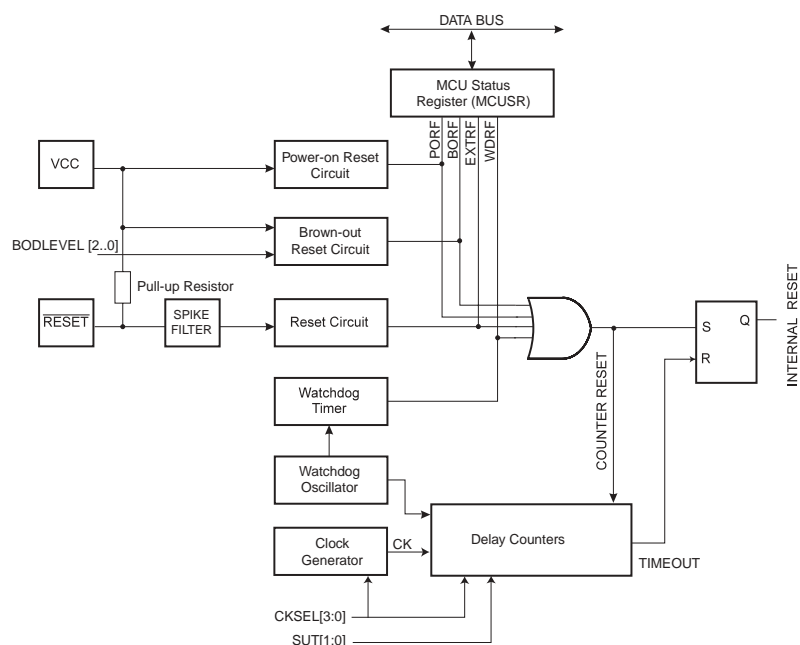 DATA BUS
MCU Status
Register (MCUSR)
PORF
BORF
EXTRF
WDRF
VCC
Power-on Reset
Circuit
BODLEVEL [2..0]
Brown-out
Reset Circuit
Pull-up Resistor
RESET
SPIKE
FILTER
Reset Circuit
S
Q
R
INTERNAL RESET
COUNTER RESET
Watchdog
Timer
Watchdog
Oscillator
Clock
Generator
CK
Delay Counters
TIMEOUT
CKSEL[3:0]
SUT[1:0]